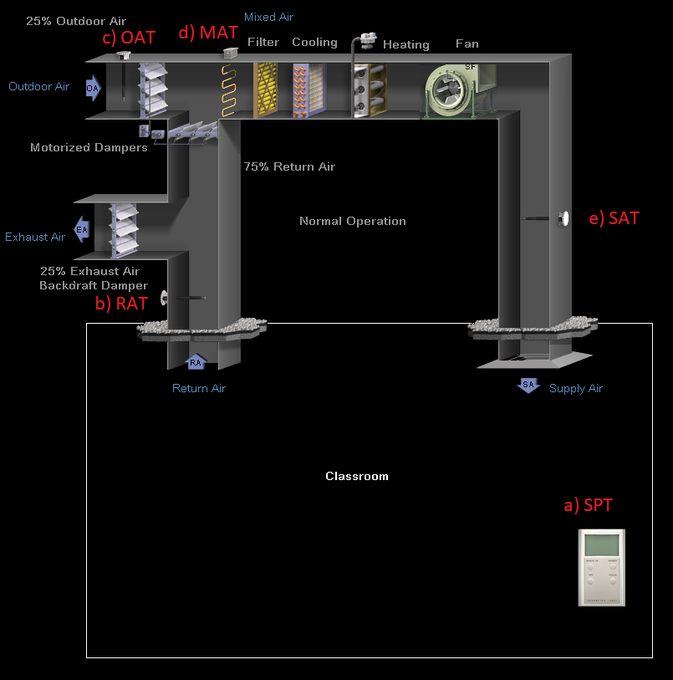 25% Outdoor Air
Mixed Air
c) OAT
d) MAT
Filter
Cooling
Heating
Fan
SF
Outdoor Air
OA
Motorized Dampers
75% Return Air
Normal Operation
e) SAT
EA
Exhaust Air
25% Exhaust Air
Backdraft Damper
b) RAT
RA
Return Air
SA
Supply Air
Classroom
a) SPT